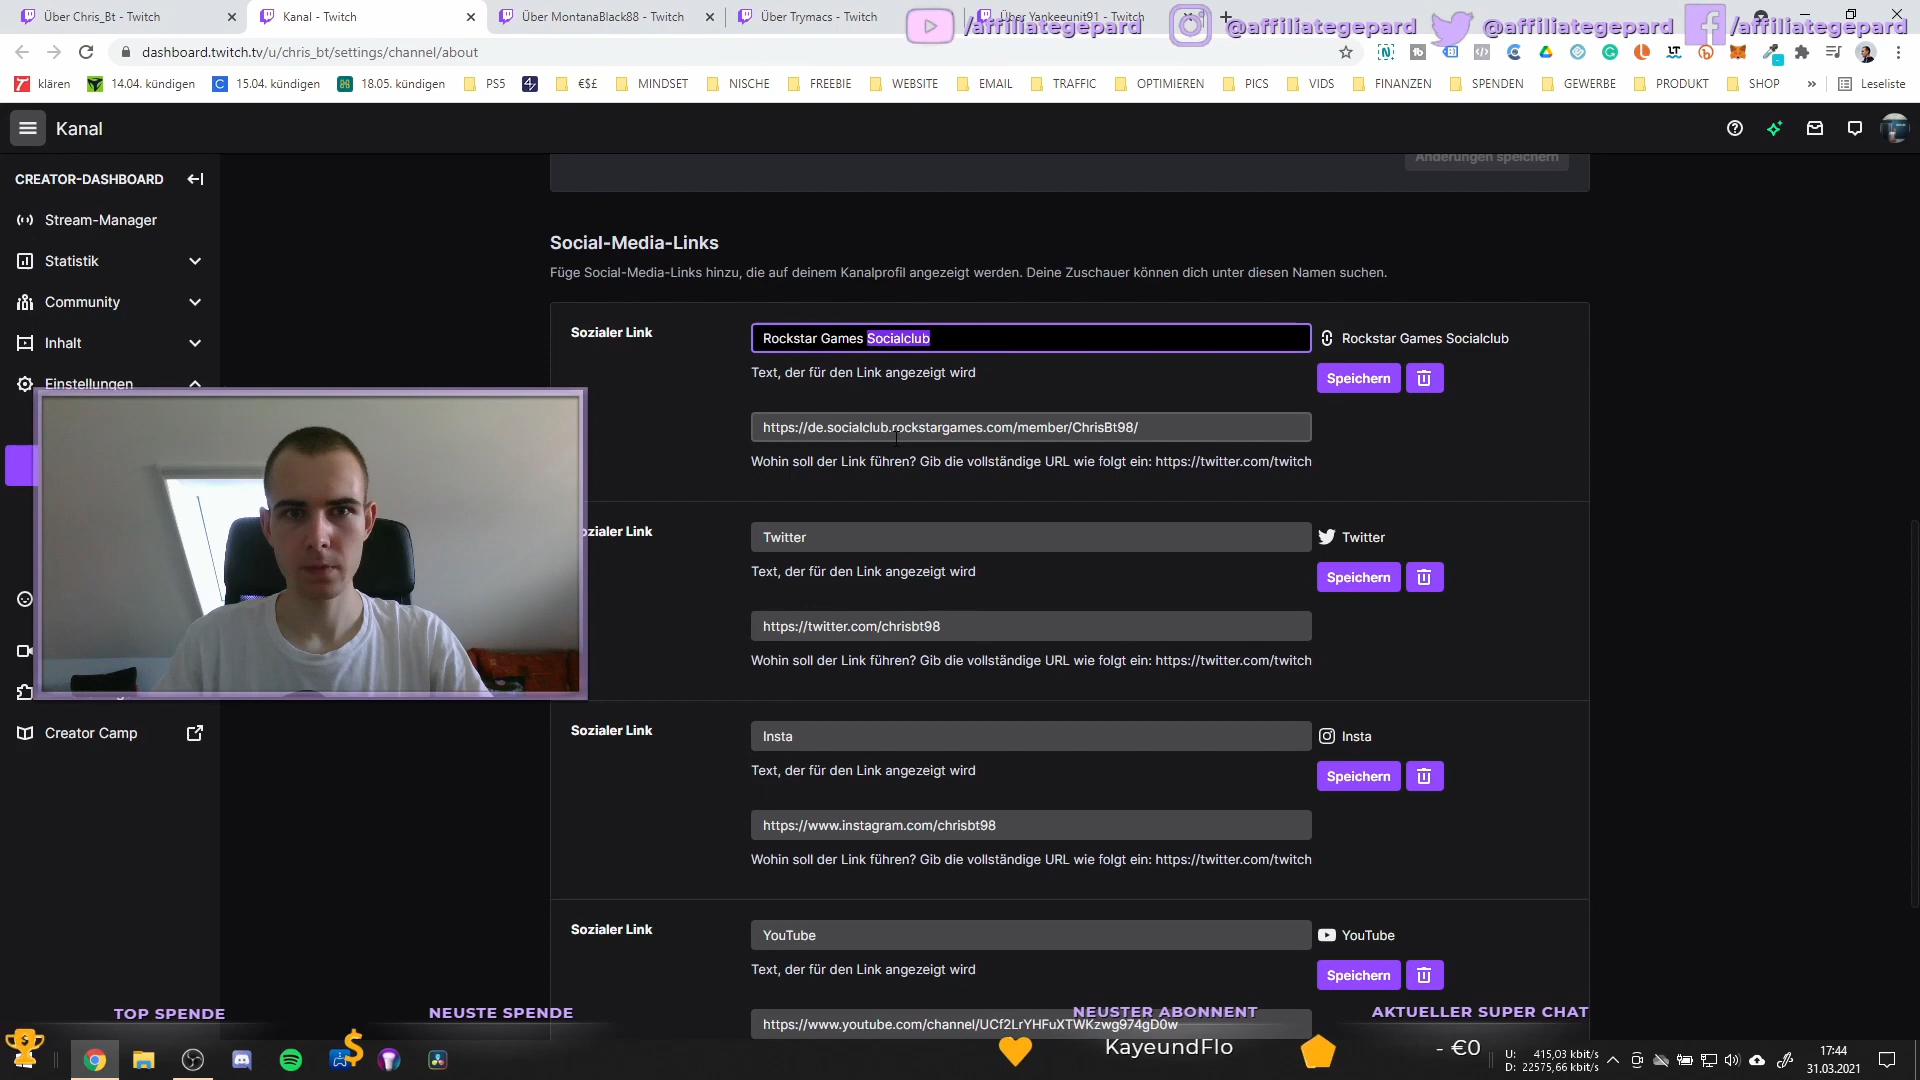 Über Chris_Bt - Twitch
Kanal - Twitch
Über MontanaBlack88 - Twitch
Über Trymacs - Twitch
Über Yankeeunit91 - Twitch
/affiliategepard
@affiliategepard
@affiliategepard
/affiliategepard
dashboard.twitch.tv/u/chris_bt/settings/channel/about
klären
14.04. kündigen
15.04. kündigen
18.05. kündigen
PS5
€$£
MINDSET
NISCHE
FREEBIE
WEBSITE
EMAIL
TRAFFIC
OPTIMIEREN
PICS
VIDS
FINANZEN
SPENDEN
GEWERBE
PRODUKT
SHOP
»
Leseliste
Kanal
CREATOR-DASHBOARD
Stream-Manager
Statistik
Community
Inhalt
Einstellungen
Creator Camp
Änderungen speichern
Social-Media-Links
Füge Social-Media-Links hinzu, die auf deinem Kanalprofil angezeigt werden. Deine Zuschauer können dich unter diesen Namen suchen.
Sozialer Link
Rockstar Games Socialclub
Rockstar Games Socialclub
Text, der für den Link angezeigt wird
Speichern
https://de.socialclub.rockstargames.com/member/ChrisBt98/
Wohin soll der Link führen? Gib die vollständige URL wie folgt ein: https://twitter.com/twitch
ozialer Link
Twitter
Twitter
Text, der für den Link angezeigt wird
Speichern
https://twitter.com/chrisbt98
Wohin soll der Link führen? Gib die vollständige URL wie folgt ein: https://twitter.com/twitch
Sozialer Link
Insta
Insta
Text, der für den Link angezeigt wird
Speichern
https://www.instagram.com/chrisbt98
Wohin soll der Link führen? Gib die vollständige URL wie folgt ein: https://twitter.com/twitch
Sozialer Link
YouTube
YouTube
Text, der für den Link angezeigt wird
Speichern
https://www.youtube.com/channel/UCf2LrYHFuXTWKzwg974gD0w
TOP SPENDE
NEUSTE SPENDE
NEUSTER ABONNENT
KayeundFlo
AKTUELLER SUPER CHAT
- €0
U: 415,03 kbit/s
D: 22575,66 kbit/s
17:44
31.03.2021